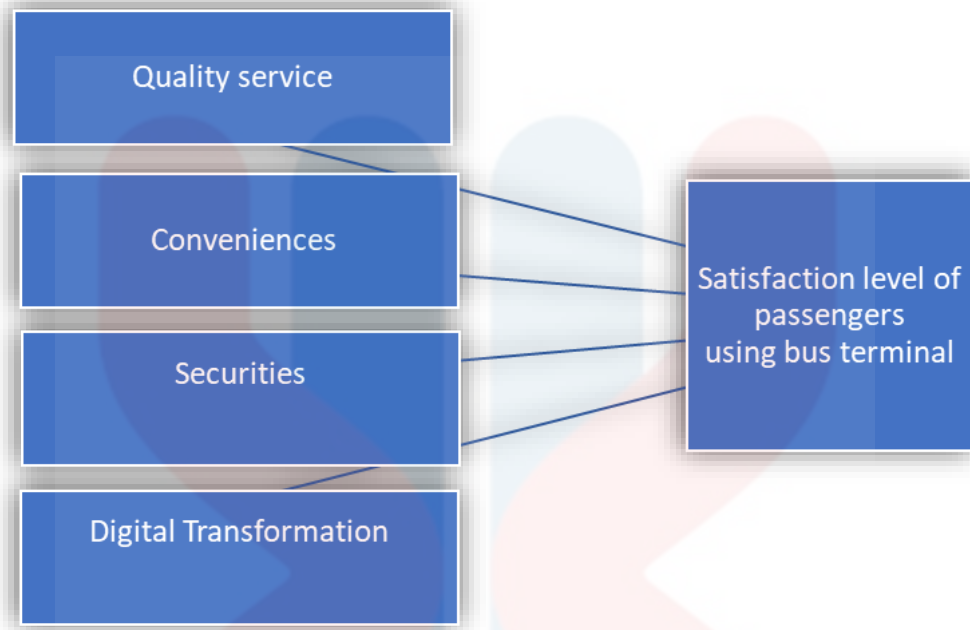 Quality service
Conveniences
Securities
Digital Transformation
Satisfaction level of
passengers
using bus terminal